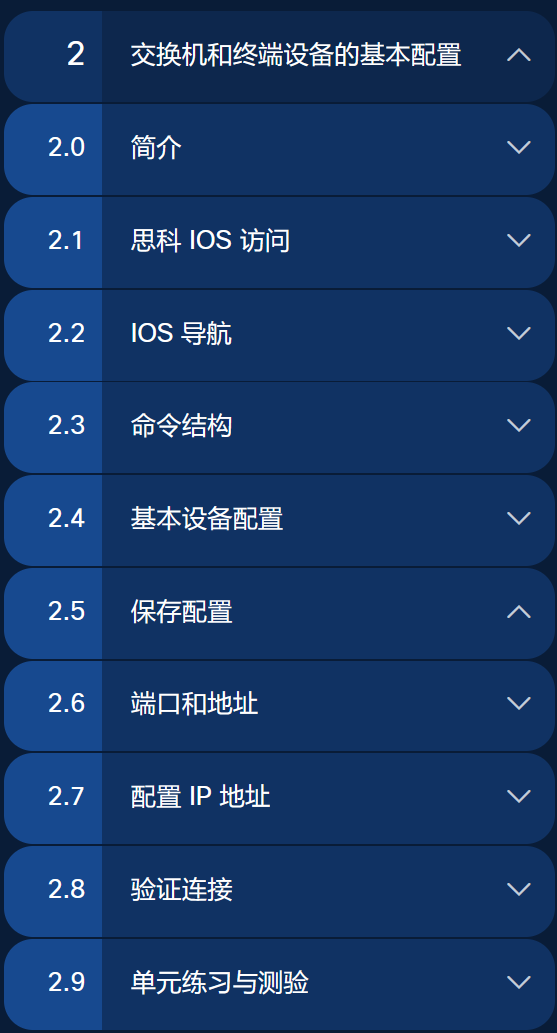 2 交换机和终端设备的基本配置
2.0 简介
2.1 思科 IOS 访问
2.2 IOS 导航
2.3 命令结构
2.4 基本设备配置
2.5 保存配置
2.6 端口和地址
2.7 配置 IP 地址
2.8 验证连接
2.9 单元练习与测验